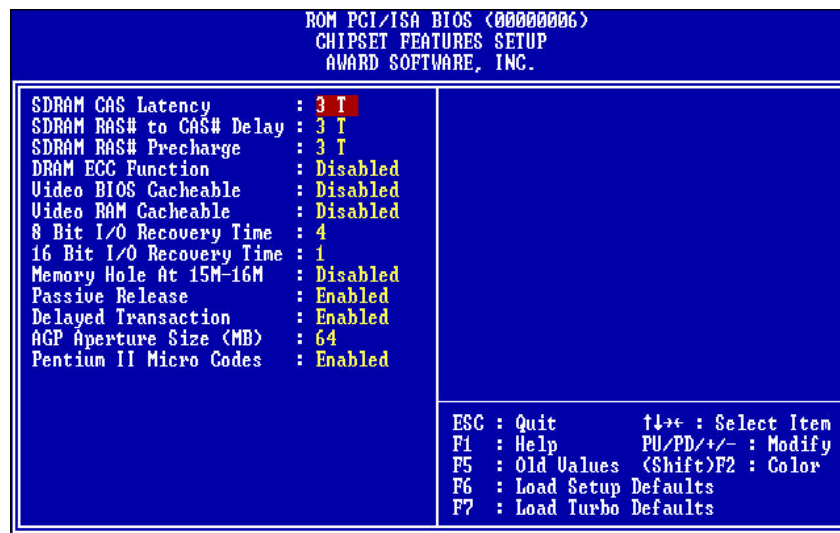 ROM PCI/ISA BIOS (00000006)
CHIPSET FEATURES SETUP
AWARD SOFTWARE, INC.
SDRAM CAS Latency : 3 T
SDRAM RAS# to CAS# Delay : 3 T
SDRAM RAS# Precharge : 3 T
DRAM ECC Function : Disabled
Video BIOS Cacheable : Disabled
Video RAM Cacheable : Disabled
8 Bit I/O Recovery Time : 4
16 Bit I/O Recovery Time : 1
Memory Hole At 15M-16M : Disabled
Passive Release : Enabled
Delayed Transaction : Enabled
AGP Aperture Size (MB) : 64
Pentium II Micro Codes : Enabled
ESC : Quit ↑↓→← : Select Item
F1 : Help PU/PD/+/- : Modify
F5 : Old Values (Shift)F2 : Color
F6 : Load Setup Defaults
F7 : Load Turbo Defaults